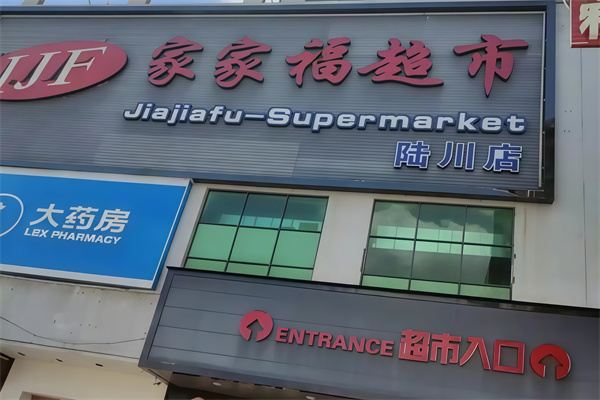 JJF
家家福超市
Jiajiafu-Supermarket
陆川店
大药房
LEX PHARMACY
ENTRANCE 超市入口